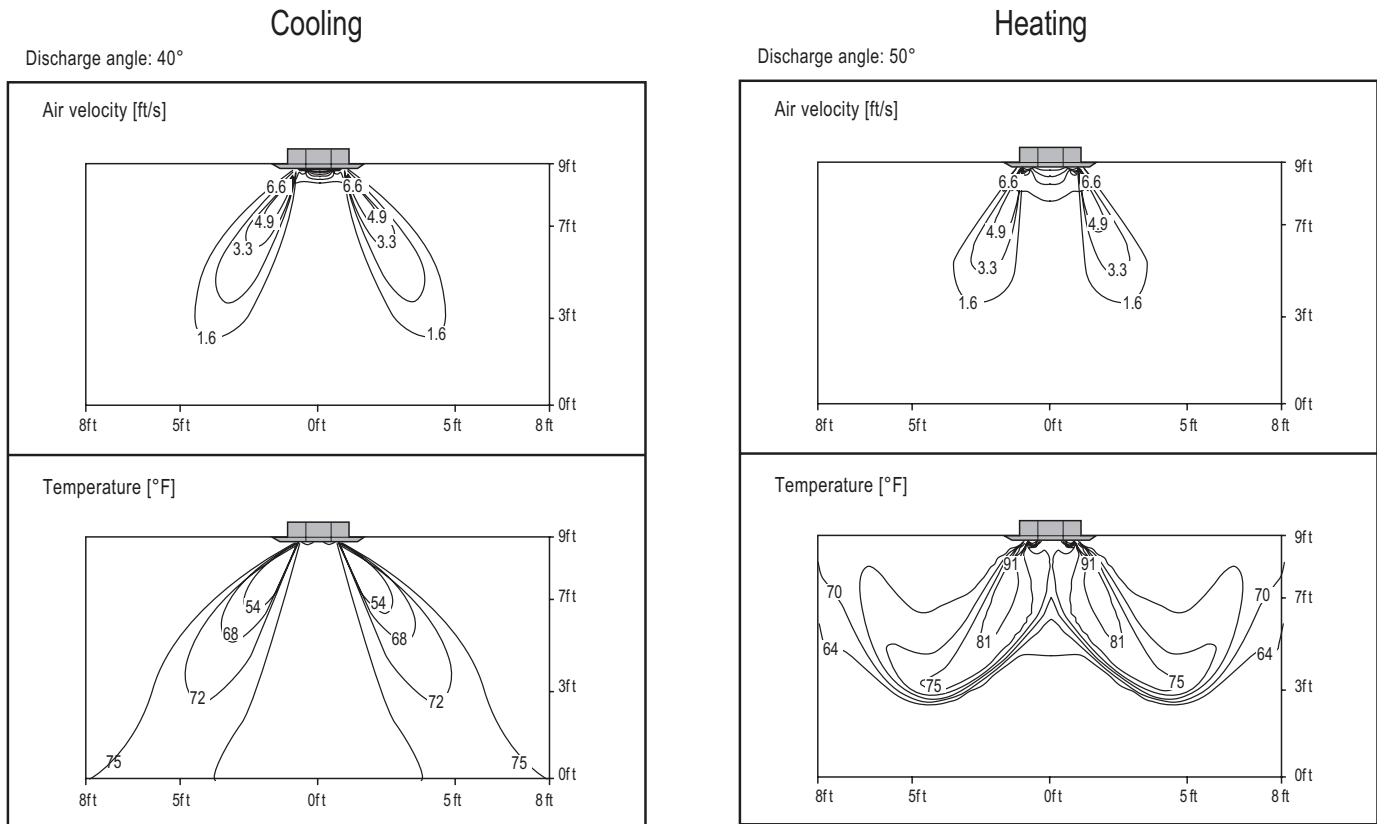 Cooling
Discharge angle: 40°
Air velocity [ft/s]
6.6 6.6
4.9 4.9
3.3 3.3
1.6 1.6
9ft
7ft
3ft
0ft
8ft 5ft 0ft 5ft 8ft
Temperature [°F]
54 54
68 68
72 72
75 75
9ft
7ft
3ft
0ft
8ft 5ft 0ft 5ft 8ft
Heating
Discharge angle: 50°
Air velocity [ft/s]
6.6 6.6
4.9 4.9
3.3 3.3
1.6 1.6
9ft
7ft
3ft
0ft
8ft 5ft 0ft 5ft 8ft
Temperature [°F]
91 91
70 70
81 81
64 64
75 75
9ft
7ft
3ft
0ft
8ft 5ft 0ft 5ft 8ft